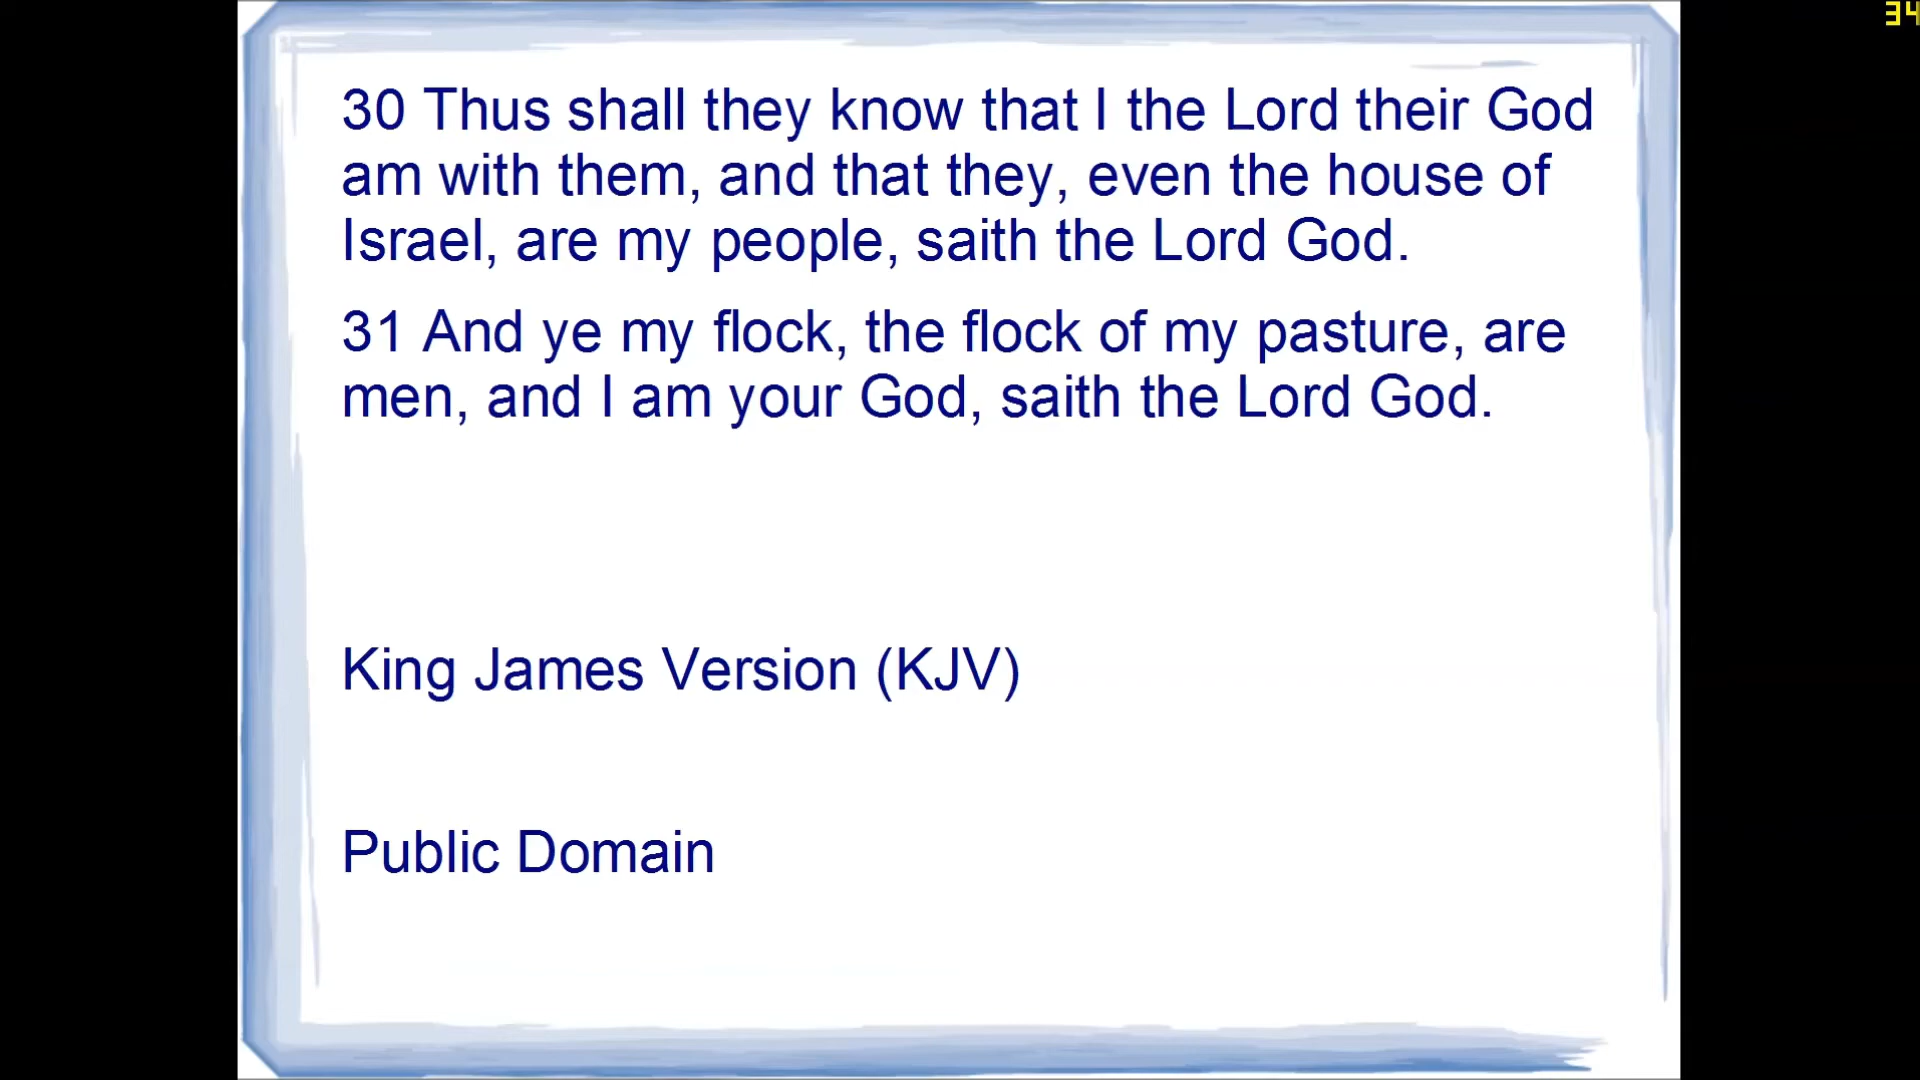 34
30 Thus shall they know that I the Lord their God
am with them, and that they, even the house of
Israel, are my people, saith the Lord God.
31 And ye my flock, the flock of my pasture, are
men, and I am your God, saith the Lord God.
King James Version (KJV)
Public Domain